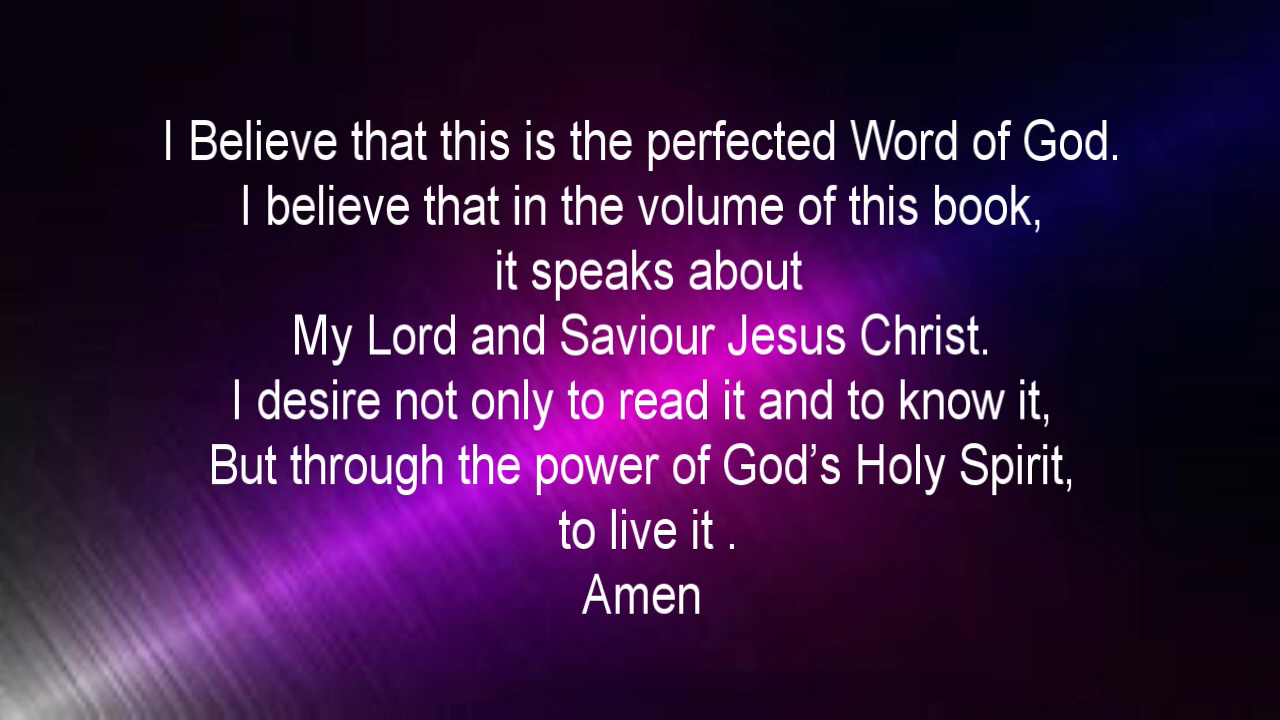 I Believe that this is the perfected Word of God.
I believe that in the volume of this book,
it speaks about
My Lord and Saviour Jesus Christ.
I desire not only to read it and to know it,
But through the power of God’s Holy Spirit,
to live it .
Amen